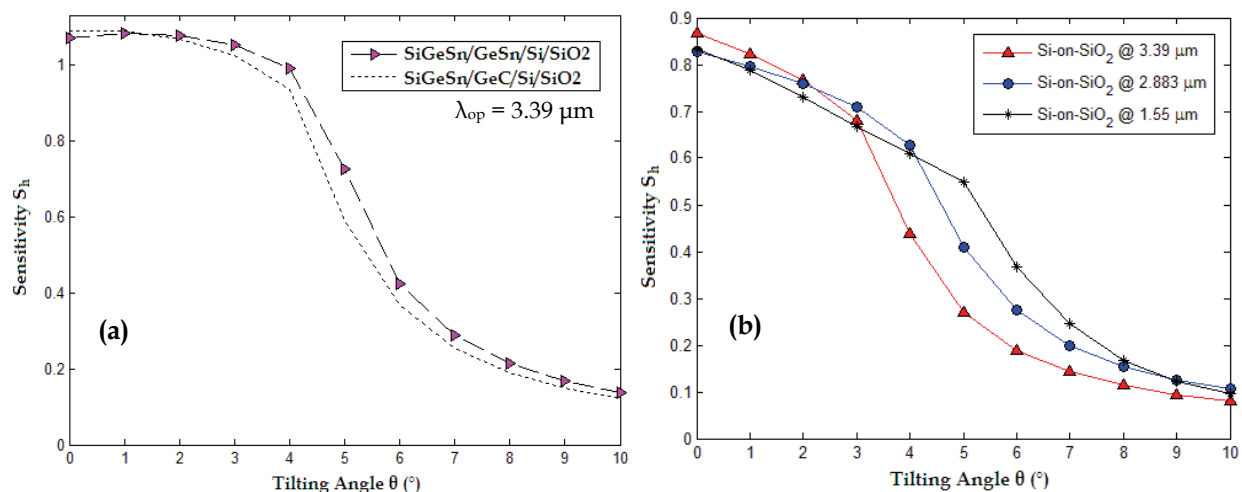 SiGeSn/GeSn/Si/SiO2
SiGeSn/GeC/Si/SiO2
λop = 3.39 μm
(a)
Sensitivity Sh
1
0.8
0.6
0.4
0.2
0
0 1 2 3 4 5 6 7 8 9 10
Tilting Angle θ (°)
Si-on-SiO2 @ 3.39 μm
Si-on-SiO2 @ 2.883 μm
Si-on-SiO2 @ 1.55 μm
(b)
Sensitivity Sh
0.9
0.8
0.7
0.6
0.5
0.4
0.3
0.2
0.1
0
0 1 2 3 4 5 6 7 8 9 10
Tilting Angle θ (°)